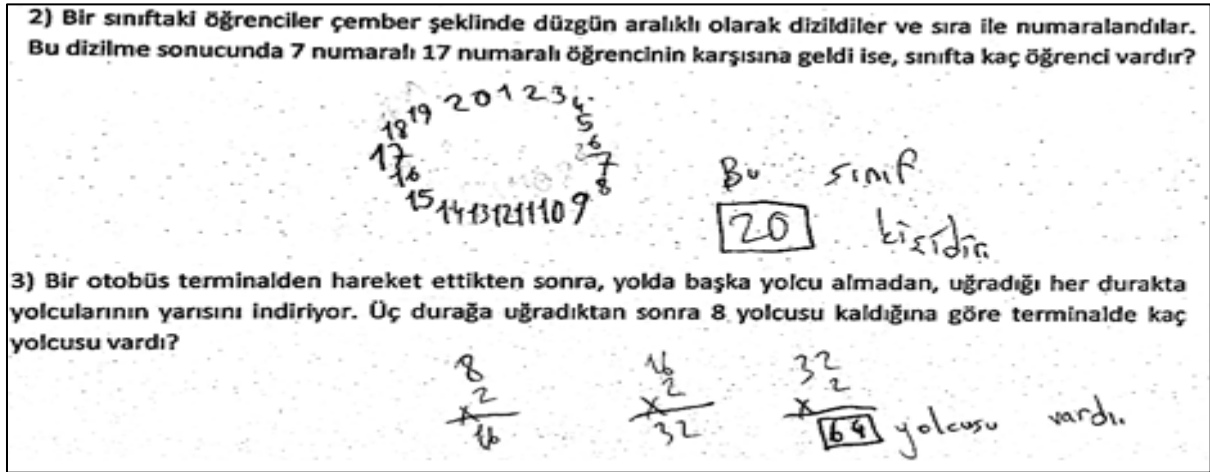 2) Bir sınıftaki öğrenciler çember şeklinde düzgün aralıklı olarak dizildiler ve sıra ile numaralandılar.
Bu dizilme sonucunda 7 numaralı 17 numaralı öğrencinin karşısına geldi ise, sınıfta kaç öğrenci vardır?
20 1 2 3 4
18 19 5
6
17 7
16 8
15 14 13 12 11 10 9
Bu sınıf
20 kişidir.
3) Bir otobüs terminalden hareket ettikten sonra, yolda başka yolcu almadan, uğradığı her durakta
yolcularının yarısını indiriyor. Üç durağa uğradıktan sonra 8 yolcusu kaldığına göre terminalde kaç
yolcusu vardı?
8 16 32
x 2 x 2 x 2
16 32 64 yolcusu vardı.